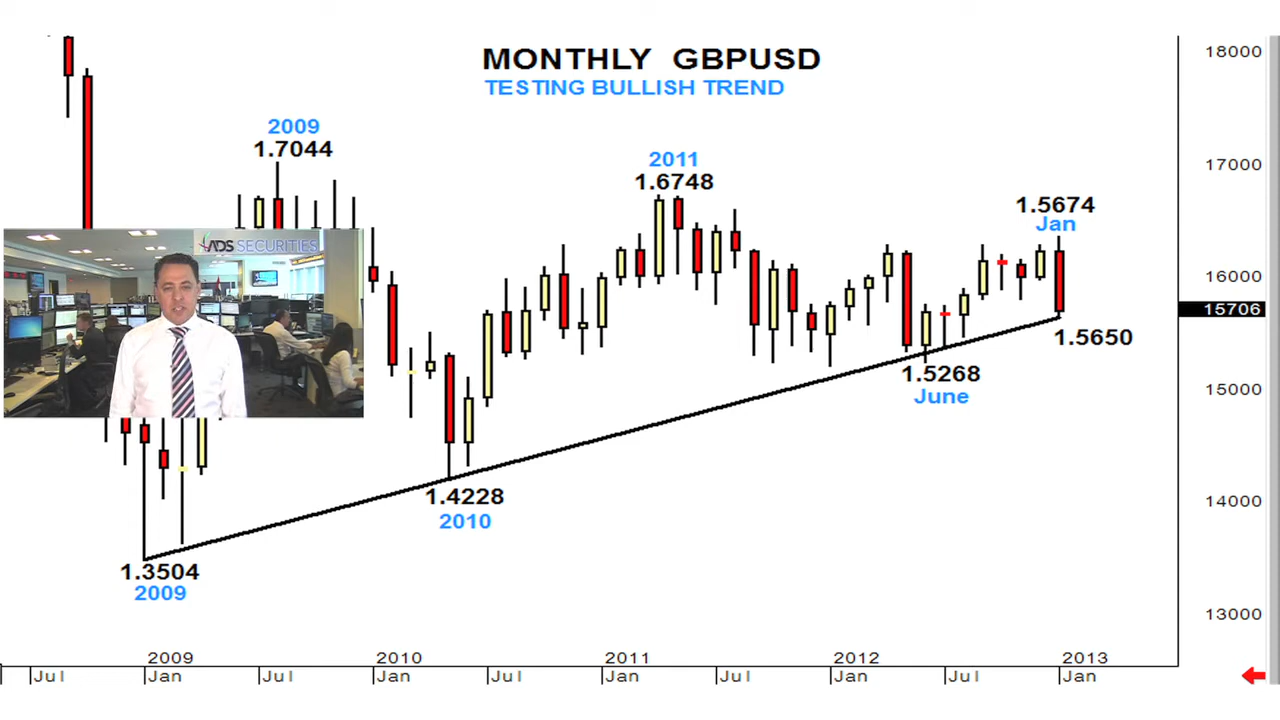 MONTHLY GBPUSD
TESTING BULLISH TREND
2009
1.7044
2011
1.6748
1.5674
Jan
ADS SECURITIES
1.5650
1.5268
June
1.4228
2010
1.3504
2009
18000
17000
16000
15706
15000
14000
13000
2009 2010 2011 2012 2013
Jul Jan Jul Jan Jul Jan Jul Jan Jul Jan